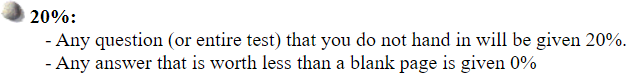 20%:
- Any question (or entire test) that you do not hand in will be given 20%.
- Any answer that is worth less than a blank page is given 0%